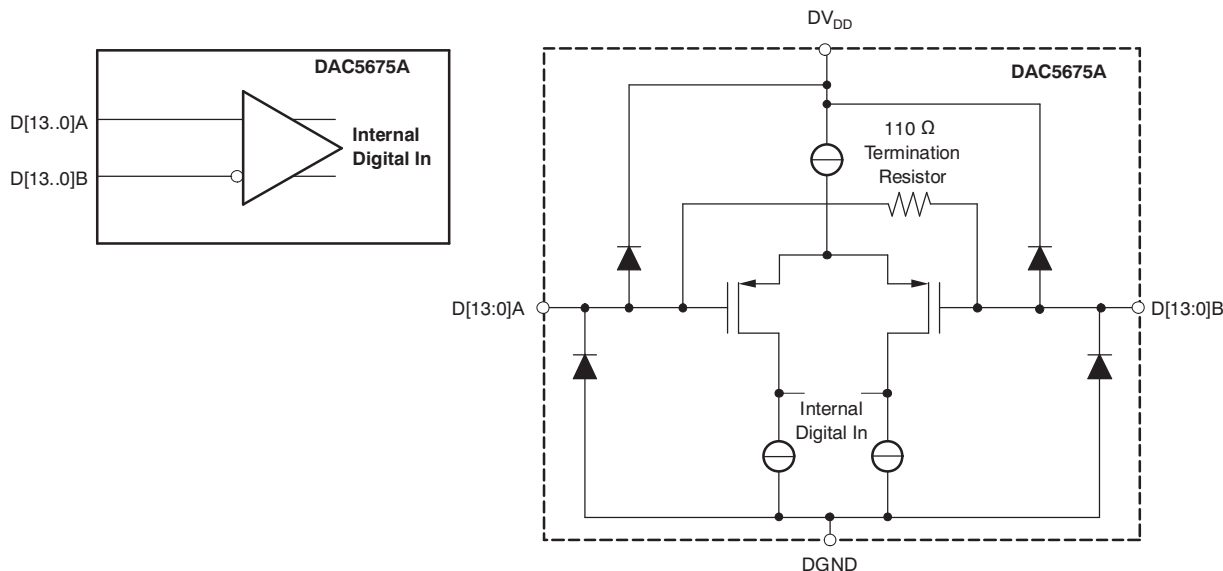 DAC5675A
D[13..0]A
D[13..0]B
Internal
Digital In
DV_DD
DAC5675A
110 Ω
Termination
Resistor
D[13:0]A
D[13:0]B
Internal
Digital In
DGND